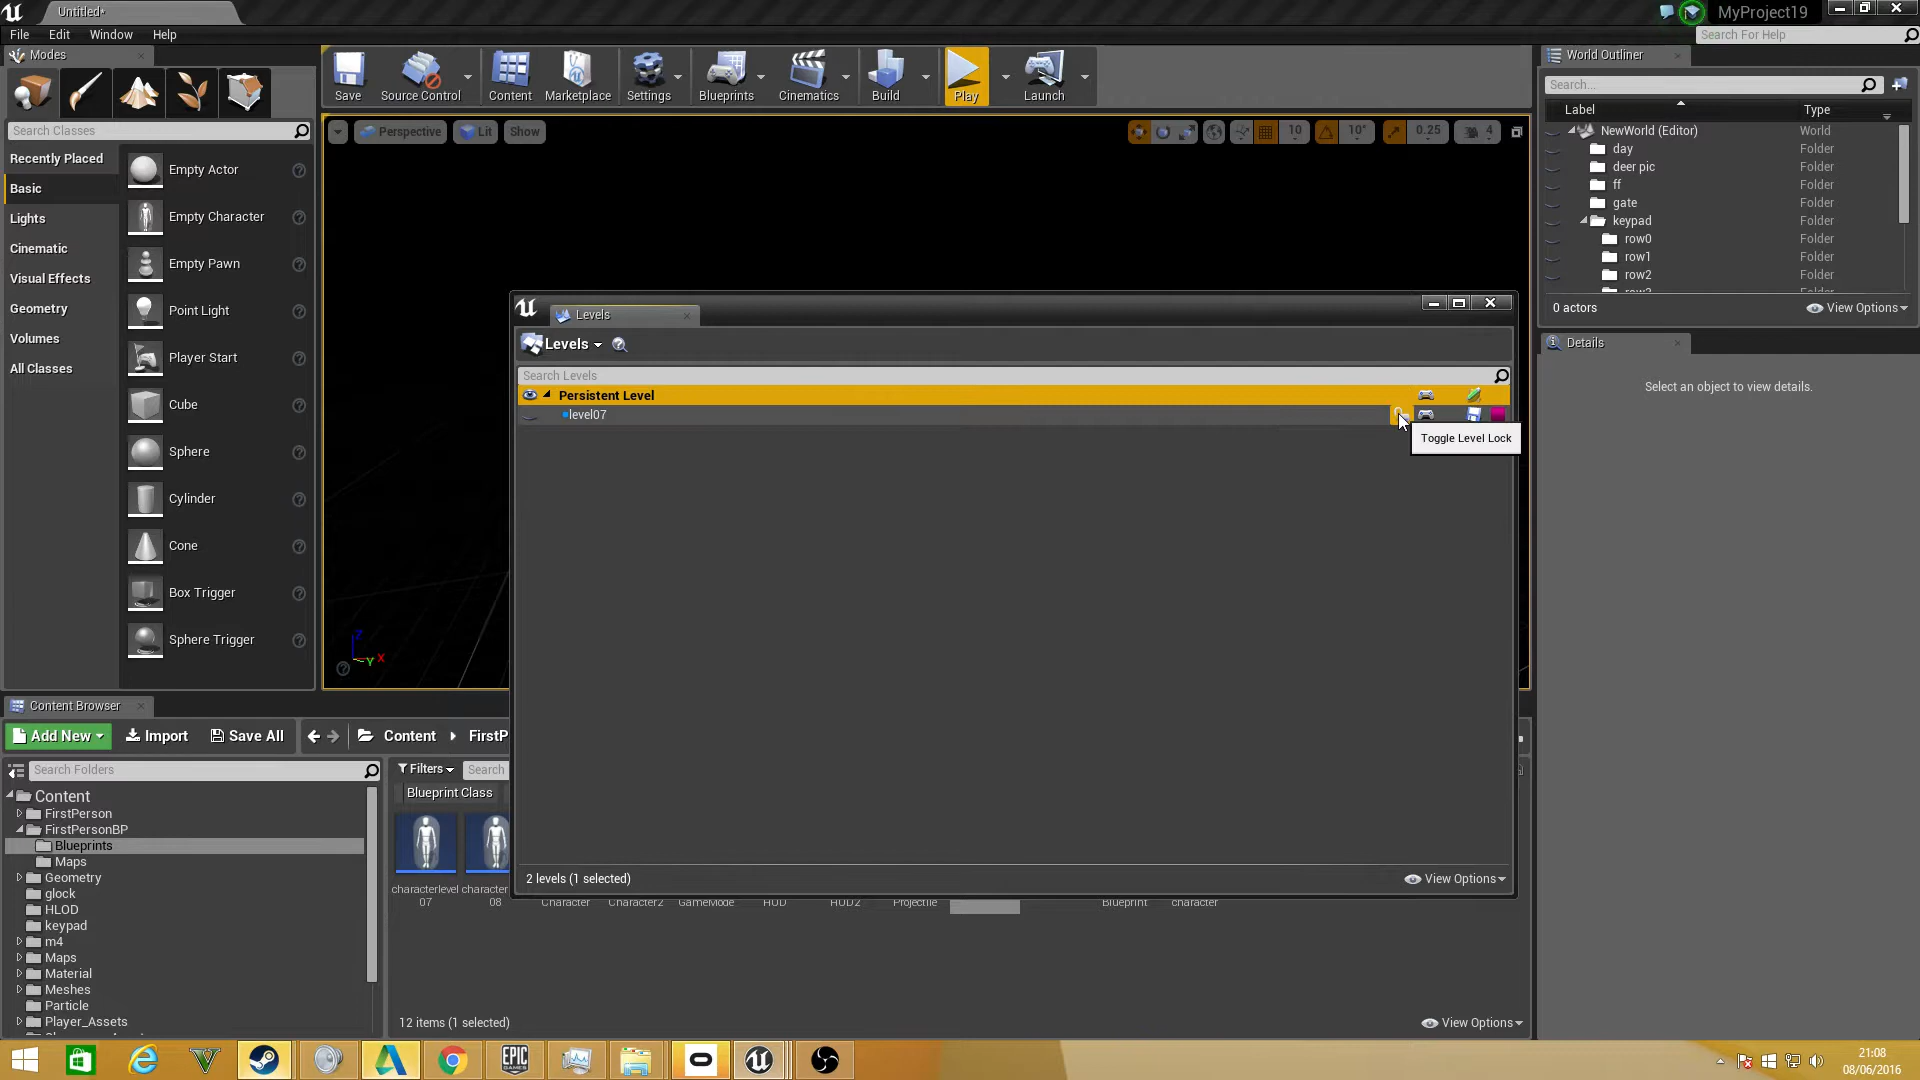 Untitled*
MyProject19
File Edit Window Help
Search For Help
Modes
Save
Source Control
Content
Marketplace
Settings
Blueprints
Cinematics
Build
Play
Launch
Search Classes
Recently Placed
Basic
Lights
Cinematic
Visual Effects
Geometry
Volumes
All Classes
Empty Actor
Empty Character
Empty Pawn
Point Light
Player Start
Cube
Sphere
Cylinder
Cone
Box Trigger
Sphere Trigger
Perspective
Lit
Show
10
10°
0.25
4
Z
Y
X
World Outliner
Search...
Label Type
NewWorld (Editor) World
day Folder
deer pic Folder
ff Folder
gate Folder
keypad Folder
row0 Folder
row1 Folder
row2 Folder
0 actors
View Options
Details
Select an object to view details.
Levels
Levels
Search Levels
Persistent Level
level07
Toggle Level Lock
2 levels (1 selected)
View Options
Content Browser
Add New
Import
Save All
Content
FirstP
Search Folders
Content
FirstPerson
FirstPersonBP
Blueprints
Maps
Geometry
glock
HLOD
keypad
m4
Maps
Material
Meshes
Particle
Player_Assets
Filters
Search
Blueprint Class
characterlevel
07
character
08
Character
Character2
GameMode
HUD
HUD2
Projectile
Blueprint
character
12 items (1 selected)
View Options
EPIC
GAMES
21:08
08/06/2016